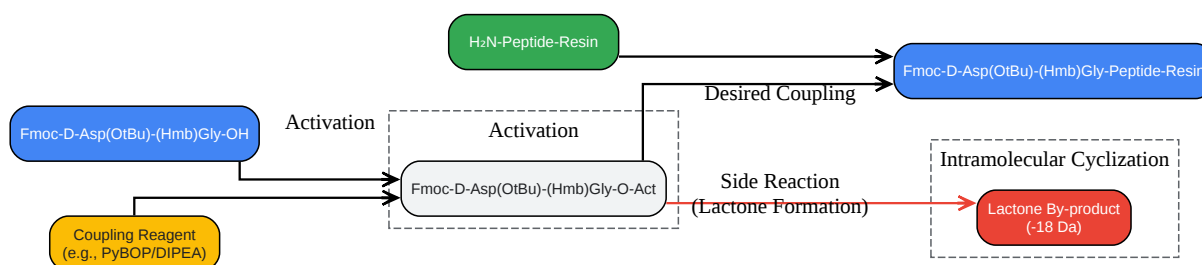 H₂N-Peptide-Resin
Fmoc-D-Asp(OtBu)-(Hmb)Gly-Peptide-Resin
Desired Coupling
Fmoc-D-Asp(OtBu)-(Hmb)Gly-OH
Activation
Activation
Fmoc-D-Asp(OtBu)-(Hmb)Gly-O-Act
Side Reaction
(Lactone Formation)
Intramolecular Cyclization
Lactone By-product
(-18 Da)
Coupling Reagent
(e.g., PyBOP/DIPEA)